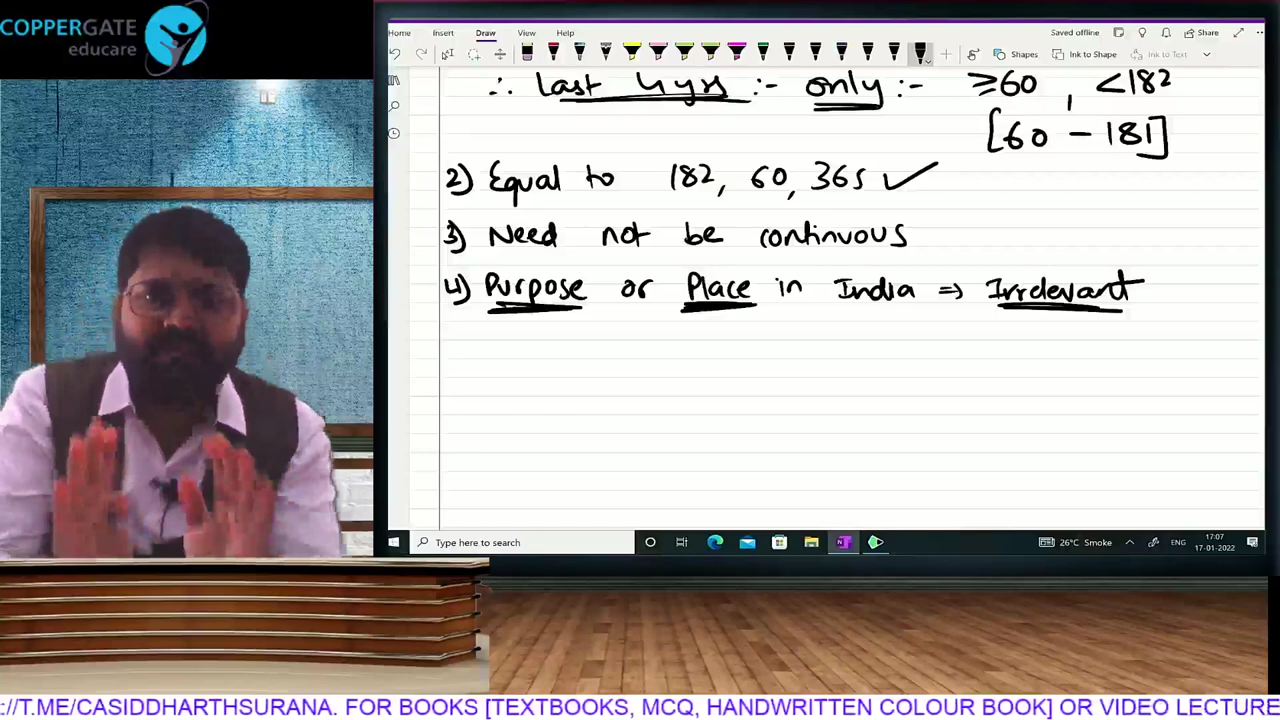 COPPERGATE
educare
Home Insert Draw View Help
Saved offline
Share
Shapes
Ink to Shape
Ink to Text
∴ Last 4yrs :- only :- ≥60 , <182
[60 - 181]
2) Equal to 182, 60, 365 ✓
3) Need not be continuous
4) Purpose or Place in India ⇒ Irrelevant
Type here to search
26°C Smoke
ENG
17:07
17-01-2022
://T.ME/CASIDDHARTHSURANA. FOR BOOKS [TEXTBOOKS, MCQ, HANDWRITTEN COLOUR BOOK] OR VIDEO LECTURE